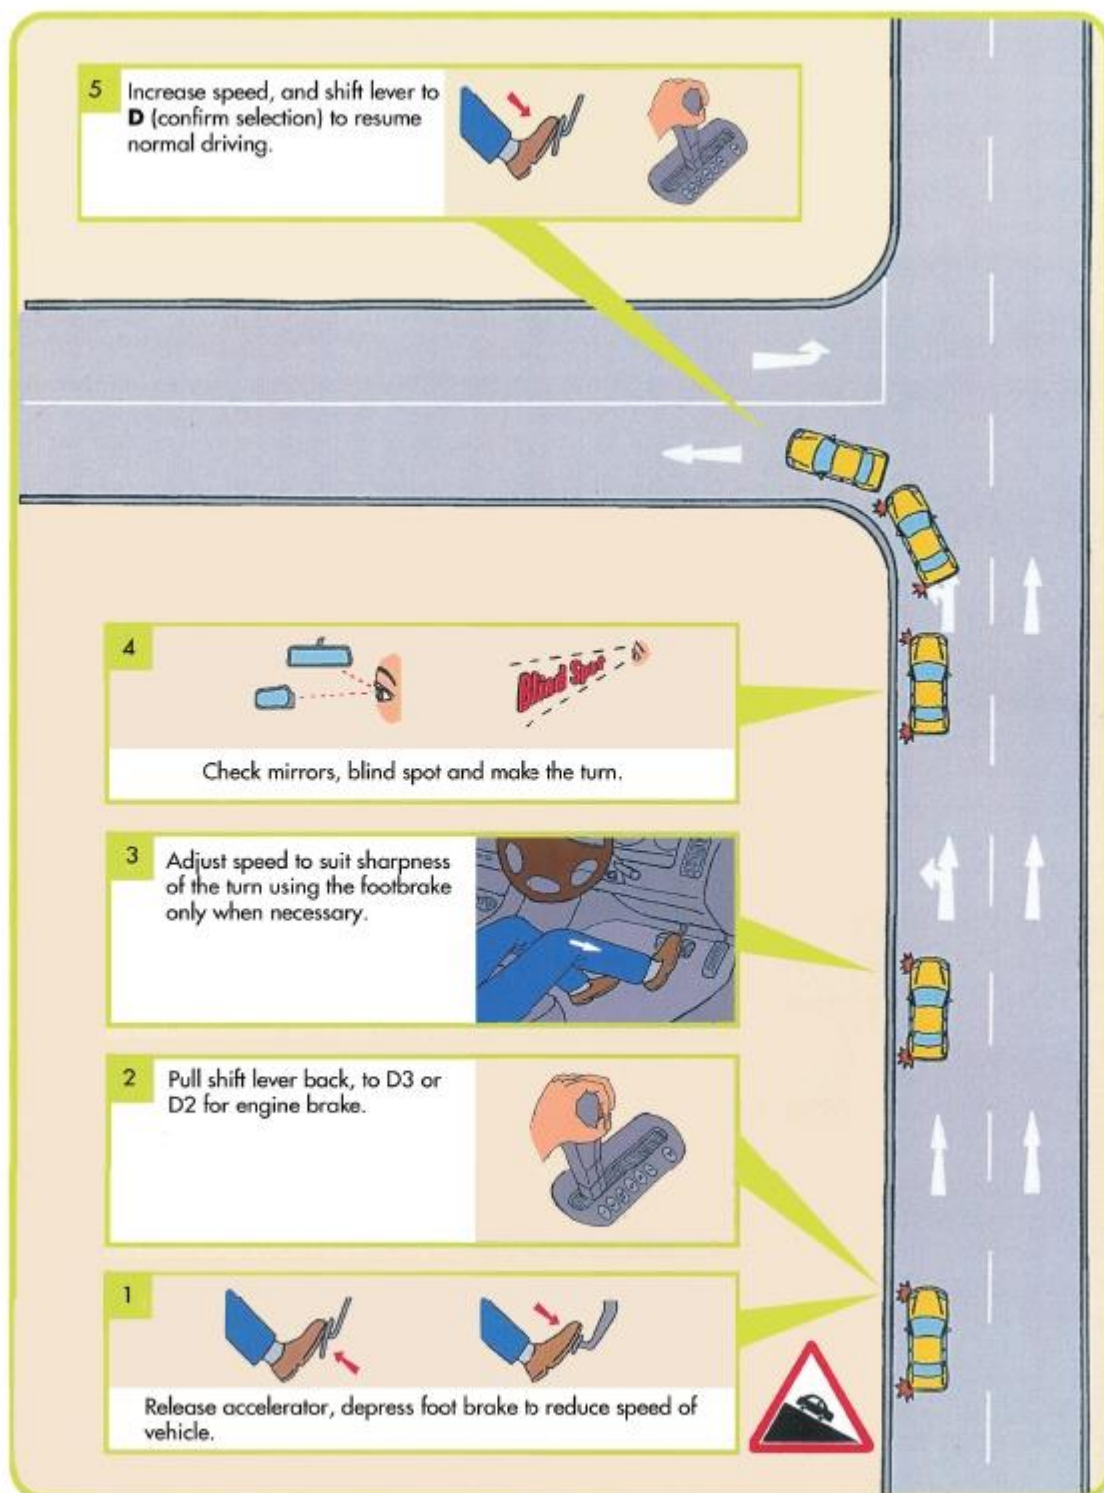 5
Increase speed, and shift lever to
D (confirm selection) to resume
normal driving.
4
Blind Spot
Check mirrors, blind spot and make the turn.
3
Adjust speed to suit sharpness
of the turn using the footbrake
only when necessary.
2
Pull shift lever back, to D3 or
D2 for engine brake.
1
Release accelerator, depress foot brake to reduce speed of
vehicle.